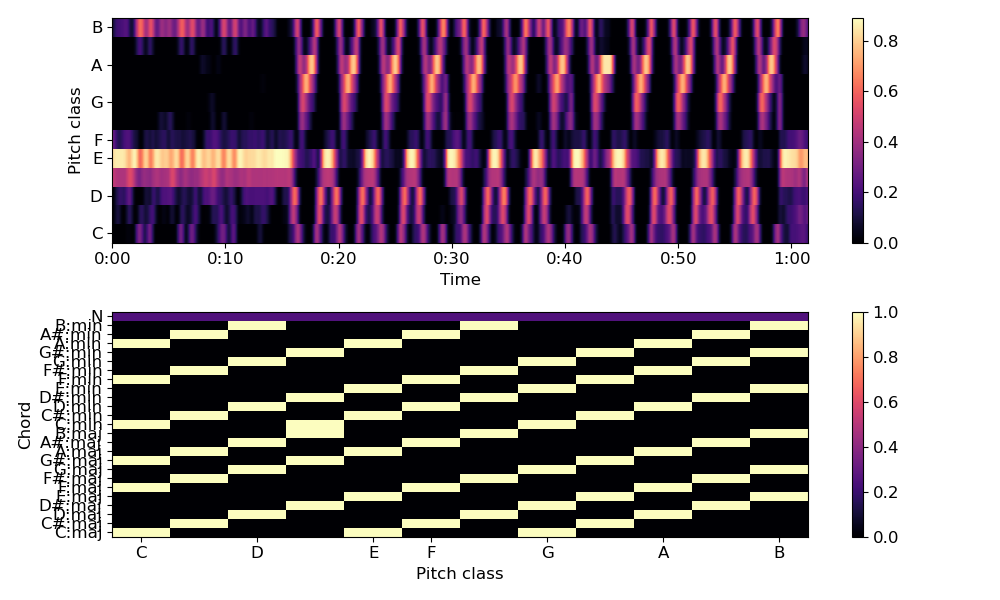 B
A
G
F
E
D
C
Pitch class
0:00 0:10 0:20 0:30 0:40 0:50 1:00
Time
0.8
0.6
0.4
0.2
0.0
N
B:min
A#:min
A:min
G#:min
G:min
F#:min
F:min
E:min
D#:min
D:min
C#:min
C:min
B:maj
A#:maj
A:maj
G#:maj
G:maj
F#:maj
F:maj
E:maj
D#:maj
D:maj
C#:maj
C:maj
Chord
C D E F G A B
Pitch class
1.0
0.8
0.6
0.4
0.2
0.0